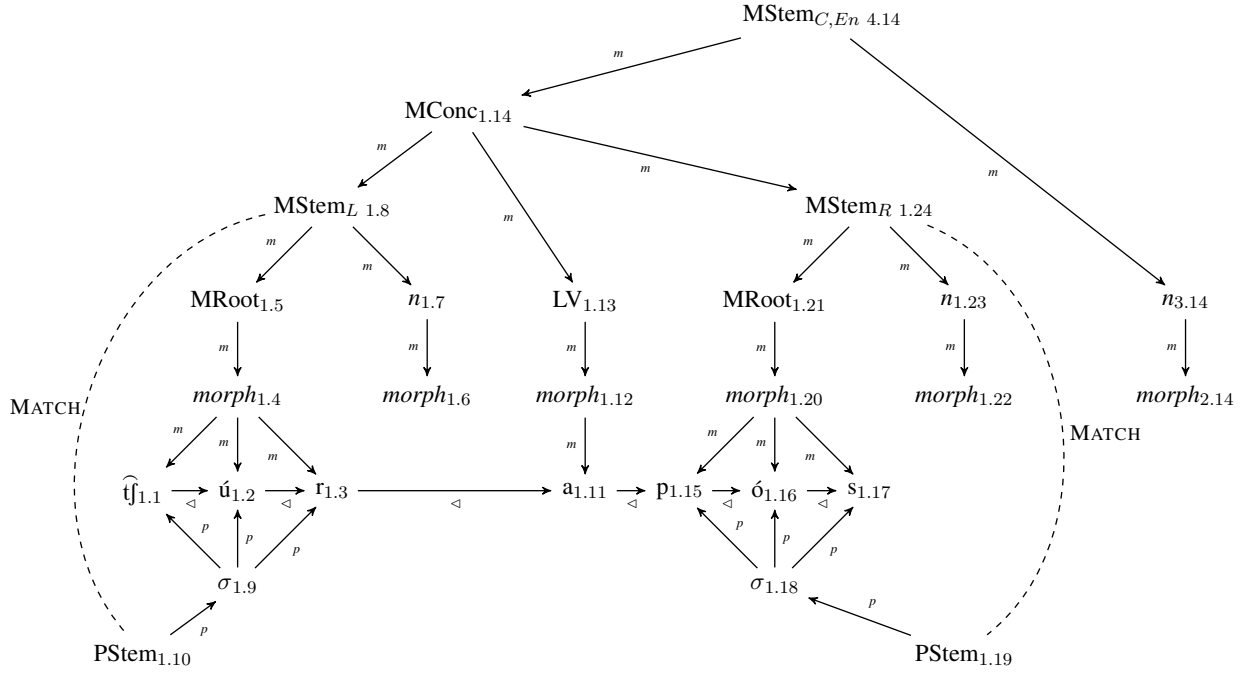 MStem_{C,En 4.14}
m
MConc_{1.14}
m m m m
MStem_{L 1.8} MStem_{R 1.24}
m m m m m
MRoot_{1.5} n_{1.7} LV_{1.13} MRoot_{1.21} n_{1.23} n_{3.14}
m m m m m m
MATCH morph_{1.4} morph_{1.6} morph_{1.12} morph_{1.20} morph_{1.22} morph_{2.14}
m m m m m m m MATCH
t͡ʃ_{1.1} ◁ ú_{1.2} ◁ r_{1.3} ◁ a_{1.11} ◁ p_{1.15} ◁ ó_{1.16} ◁ s_{1.17}
p p p p p p
σ_{1.9} σ_{1.18}
p p
PStem_{1.10} PStem_{1.19}